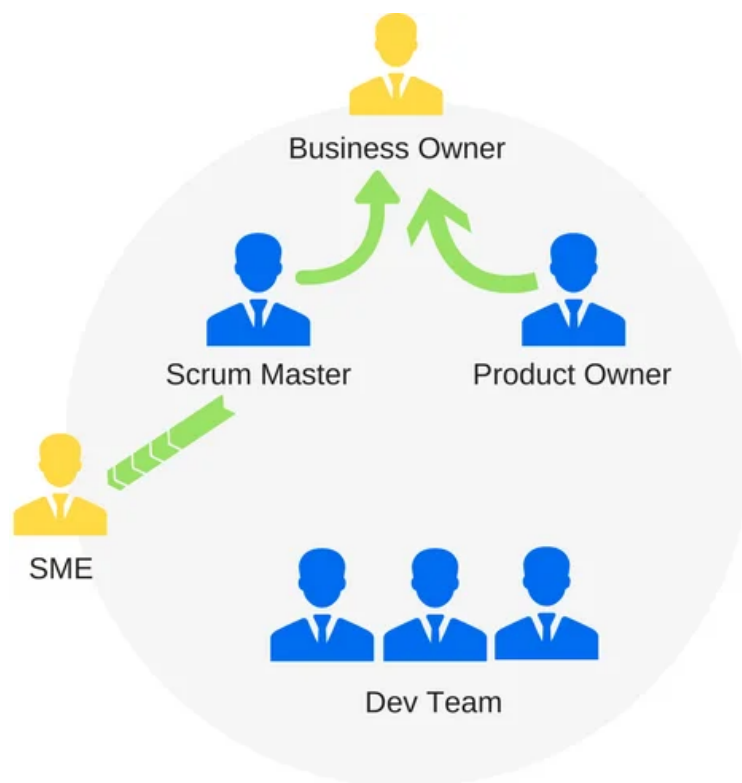 Business Owner
Scrum Master
Product Owner
SME
Dev Team